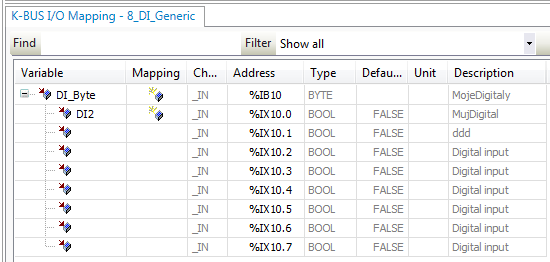 K-BUS I/O Mapping - 8_DI_Generic
Find Filter Show all
Variable Mapping Ch... Address Type Defau... Unit Description
DI_Byte _IN %IB10 BYTE MojeDigitaly
DI2 _IN %IX10.0 BOOL FALSE MujDigital
_IN %IX10.1 BOOL FALSE ddd
_IN %IX10.2 BOOL FALSE Digital input
_IN %IX10.3 BOOL FALSE Digital input
_IN %IX10.4 BOOL FALSE Digital input
_IN %IX10.5 BOOL FALSE Digital input
_IN %IX10.6 BOOL FALSE Digital input
_IN %IX10.7 BOOL FALSE Digital input